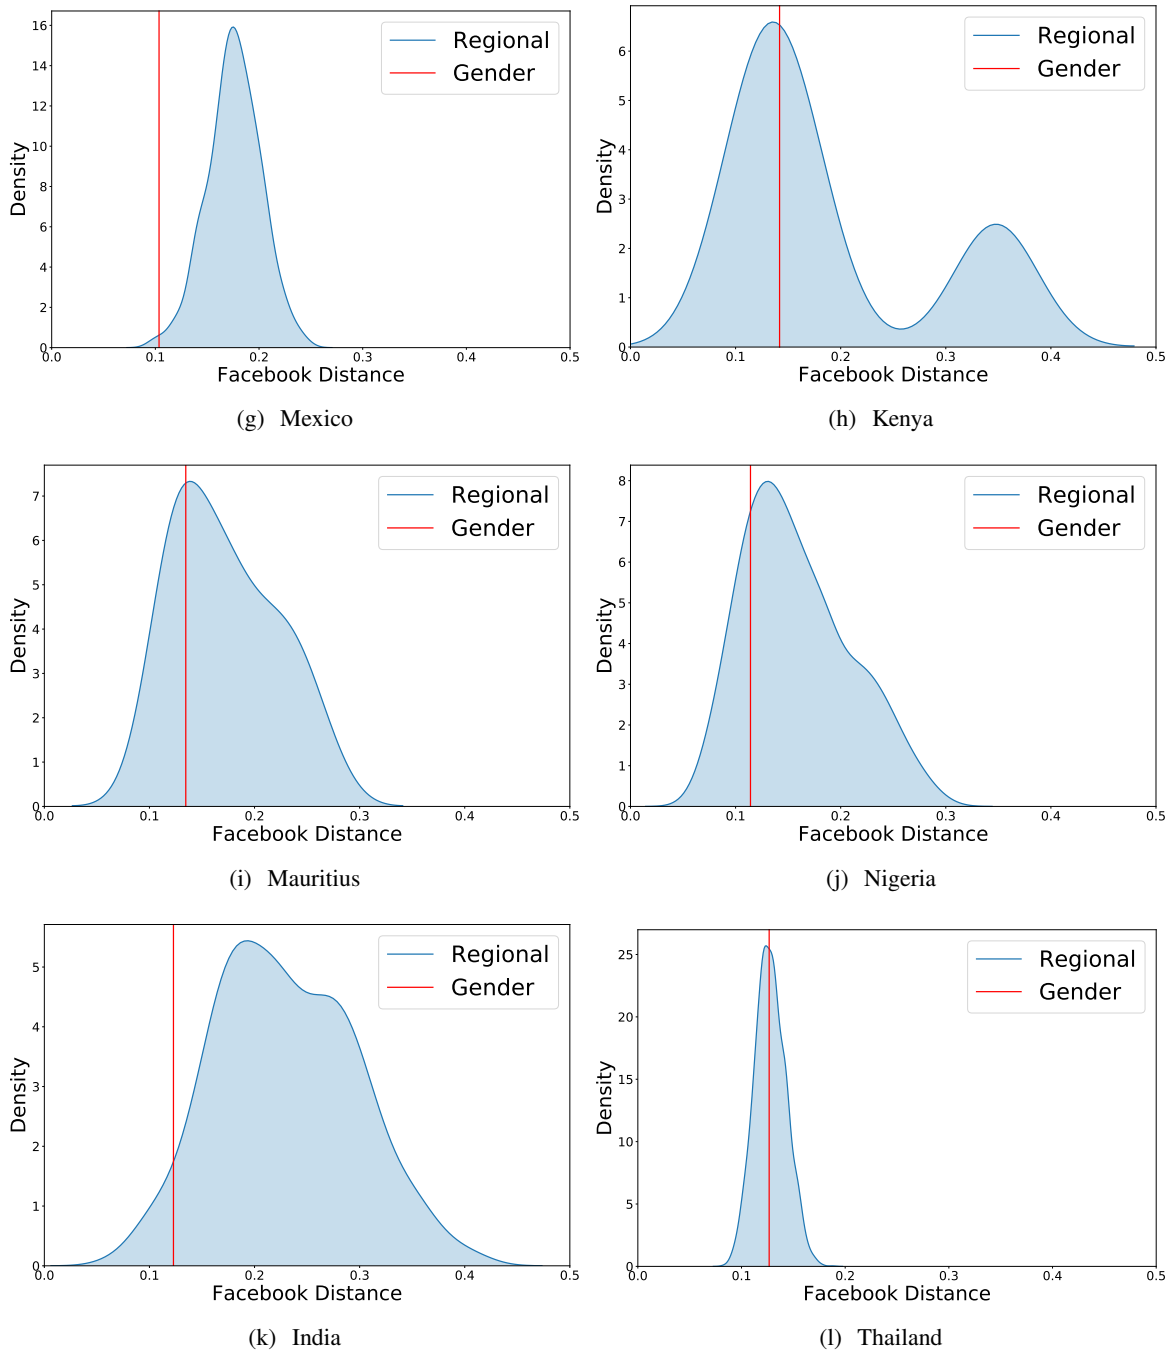 16
14
12
10
8
6
4
2
0
Density
Regional
Gender
0.0 0.1 0.2 0.3 0.4 0.5
Facebook Distance
(g) Mexico
6
5
4
3
2
1
0
Density
Regional
Gender
0.0 0.1 0.2 0.3 0.4 0.5
Facebook Distance
(h) Kenya
7
6
5
4
3
2
1
0
Density
Regional
Gender
0.0 0.1 0.2 0.3 0.4 0.5
Facebook Distance
(i) Mauritius
8
7
6
5
4
3
2
1
0
Density
Regional
Gender
0.0 0.1 0.2 0.3 0.4 0.5
Facebook Distance
(j) Nigeria
5
4
3
2
1
0
Density
Regional
Gender
0.0 0.1 0.2 0.3 0.4 0.5
Facebook Distance
(k) India
25
20
15
10
5
0
Density
Regional
Gender
0.0 0.1 0.2 0.3 0.4 0.5
Facebook Distance
(l) Thailand